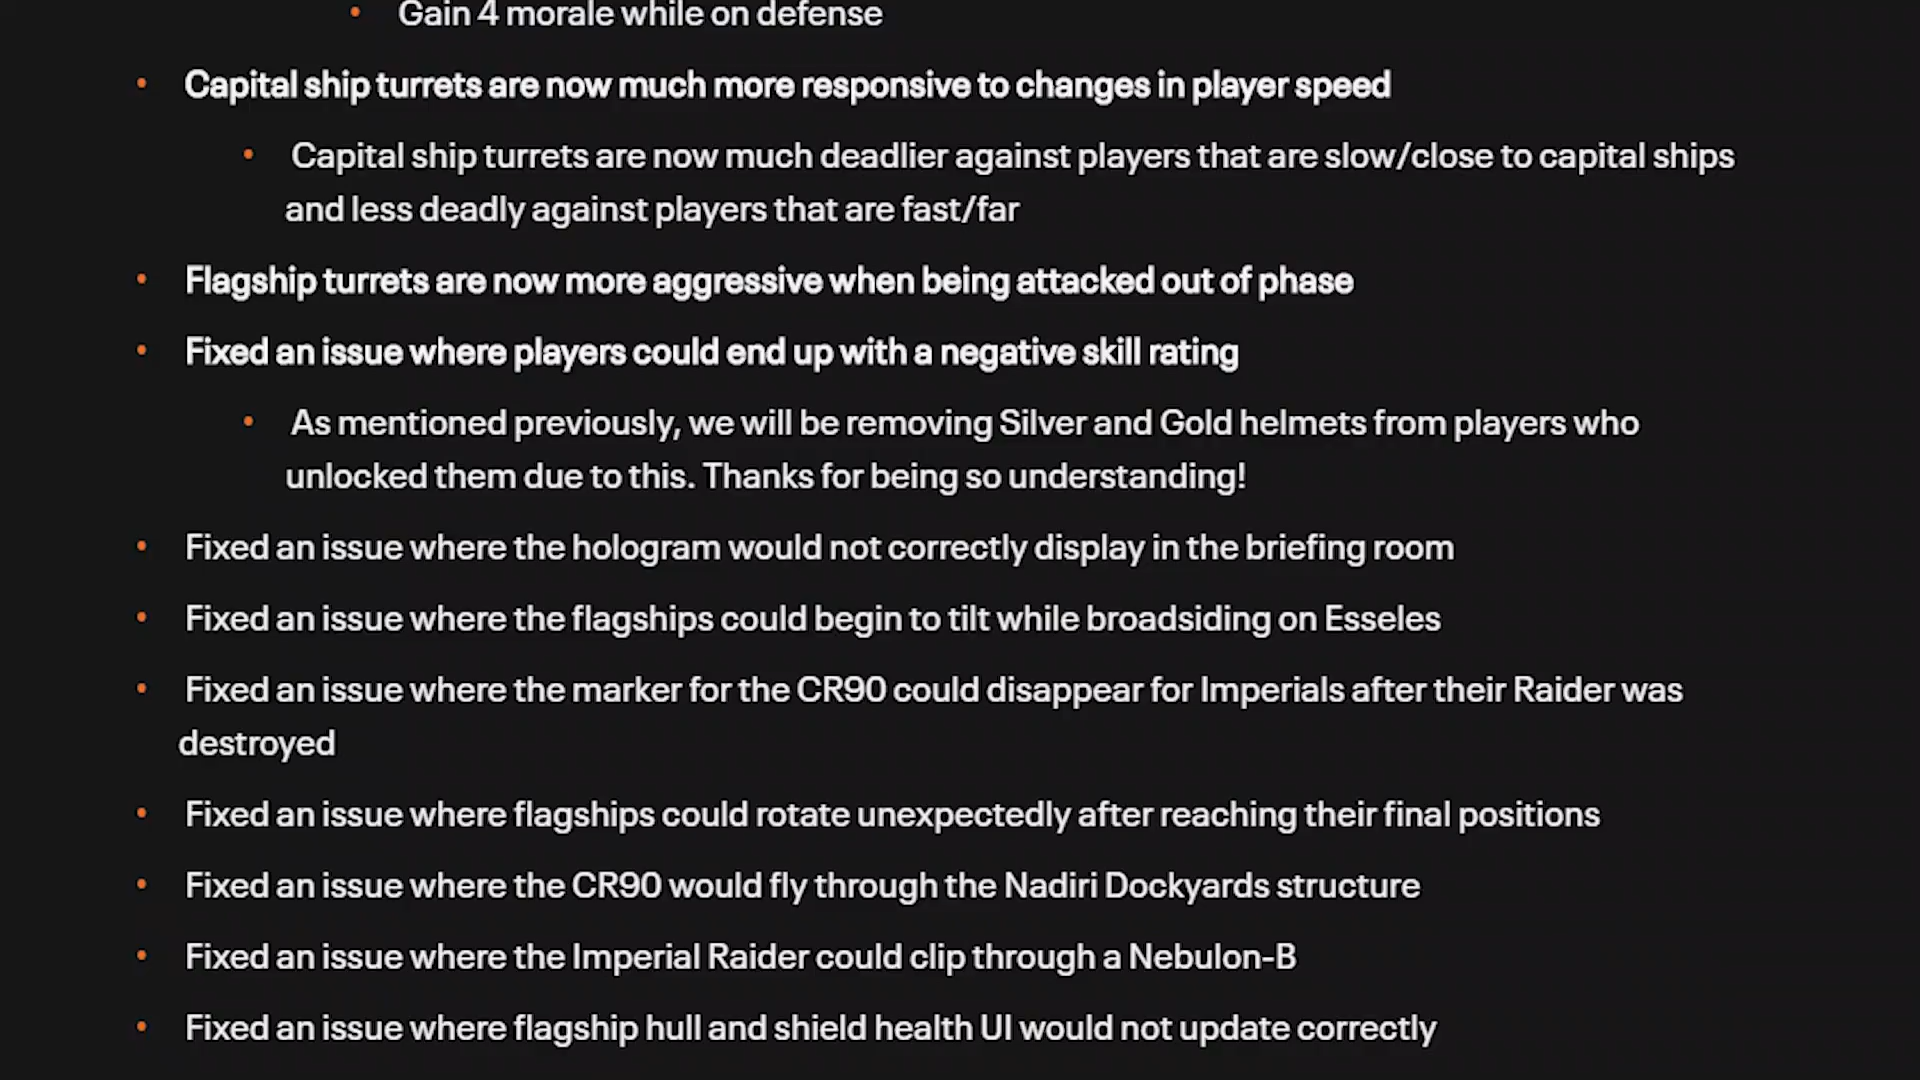 • Gain 4 morale while on defense
• Capital ship turrets are now much more responsive to changes in player speed
• Capital ship turrets are now much deadlier against players that are slow/close to capital ships
and less deadly against players that are fast/far
• Flagship turrets are now more aggressive when being attacked out of phase
• Fixed an issue where players could end up with a negative skill rating
• As mentioned previously, we will be removing Silver and Gold helmets from players who
unlocked them due to this. Thanks for being so understanding!
• Fixed an issue where the hologram would not correctly display in the briefing room
• Fixed an issue where the flagships could begin to tilt while broadsiding on Esseles
• Fixed an issue where the marker for the CR90 could disappear for Imperials after their Raider was
destroyed
• Fixed an issue where flagships could rotate unexpectedly after reaching their final positions
• Fixed an issue where the CR90 would fly through the Nadiri Dockyards structure
• Fixed an issue where the Imperial Raider could clip through a Nebulon-B
• Fixed an issue where flagship hull and shield health UI would not update correctly